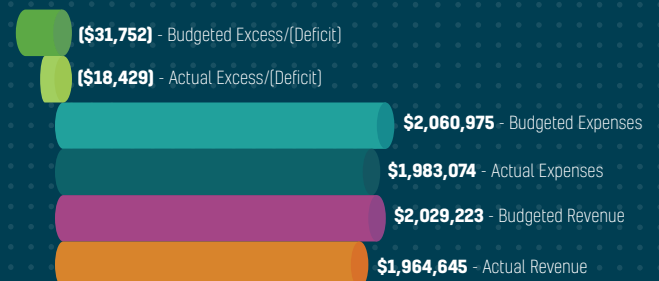 ($31,752) - Budgeted Excess/(Deficit)
($18,429) - Actual Excess/(Deficit)
$2,060,975 - Budgeted Expenses
$1,983,074 - Actual Expenses
$2,029,223 - Budgeted Revenue
$1,964,645 - Actual Revenue